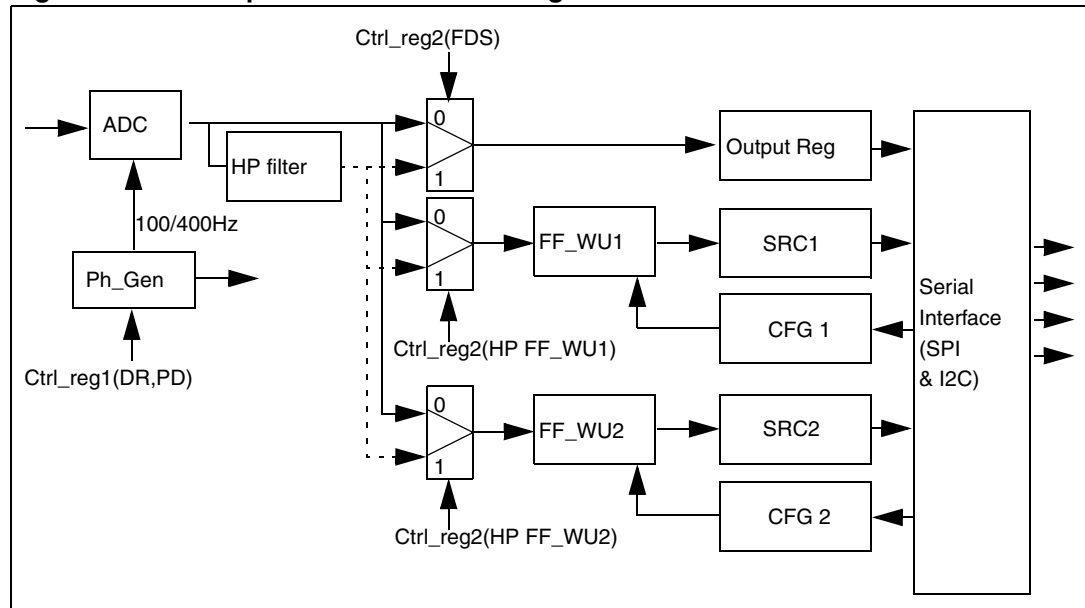 Ctrl_reg2(FDS)
ADC
0
1
HP filter
Output Reg
100/400Hz
Ph_Gen
Ctrl_reg1(DR,PD)
0
1
FF_WU1
SRC1
CFG 1
Ctrl_reg2(HP FF_WU1)
Serial
Interface
(SPI
& I2C)
0
1
FF_WU2
SRC2
CFG 2
Ctrl_reg2(HP FF_WU2)